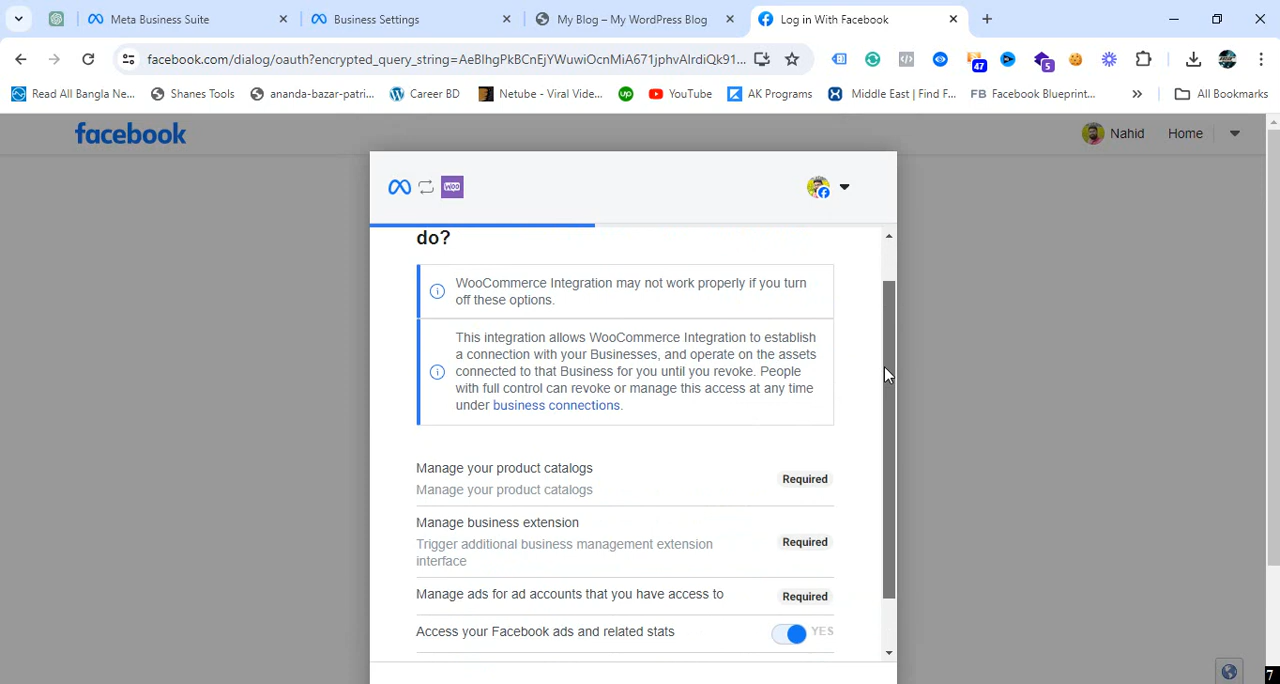 Meta Business Suite
Business Settings
My Blog – My WordPress Blog
Log in With Facebook
facebook.com/dialog/oauth?encrypted_query_string=AeBIhgPkBCnEjYWuwiOcnMiA671jphvAIrdiQk91...
47
5
Read All Bangla Ne...
Shanes Tools
ananda-bazar-patri...
Career BD
Netube - Viral Vide...
up
YouTube
AK Programs
Middle East | Find F...
FB Facebook Blueprint...
All Bookmarks
facebook
Nahid
Home
WOO
do?
WooCommerce Integration may not work properly if you turn
off these options.
This integration allows WooCommerce Integration to establish
a connection with your Businesses, and operate on the assets
connected to that Business for you until you revoke. People
with full control can revoke or manage this access at any time
under business connections.
Manage your product catalogs
Manage your product catalogs
Required
Manage business extension
Trigger additional business management extension
interface
Required
Manage ads for ad accounts that you have access to
Required
Access your Facebook ads and related stats
YES
7